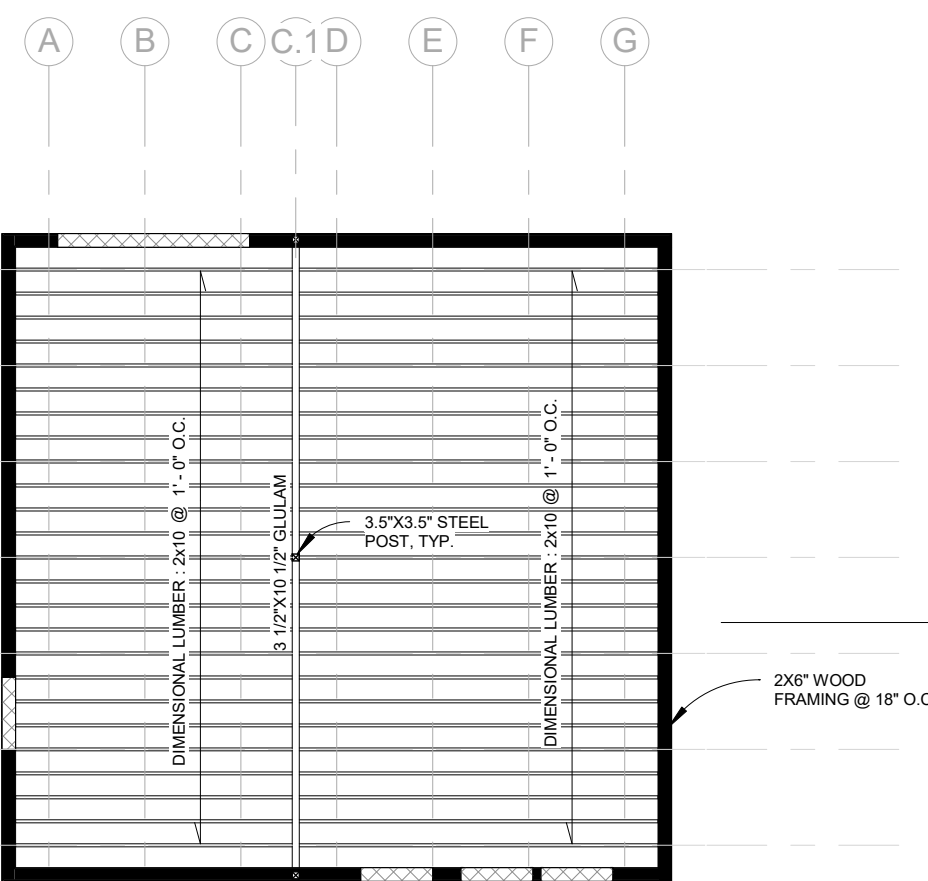 A
B
C
C.1
D
E
F
G
DIMENSIONAL LUMBER : 2x10 @ 1' - 0" O.C.
3 1/2"X10 1/2" GLULAM
3.5"X3.5" STEEL
POST, TYP.
DIMENSIONAL LUMBER : 2x10 @ 1' - 0" O.C.
2X6" WOOD
FRAMING @ 18" O.C